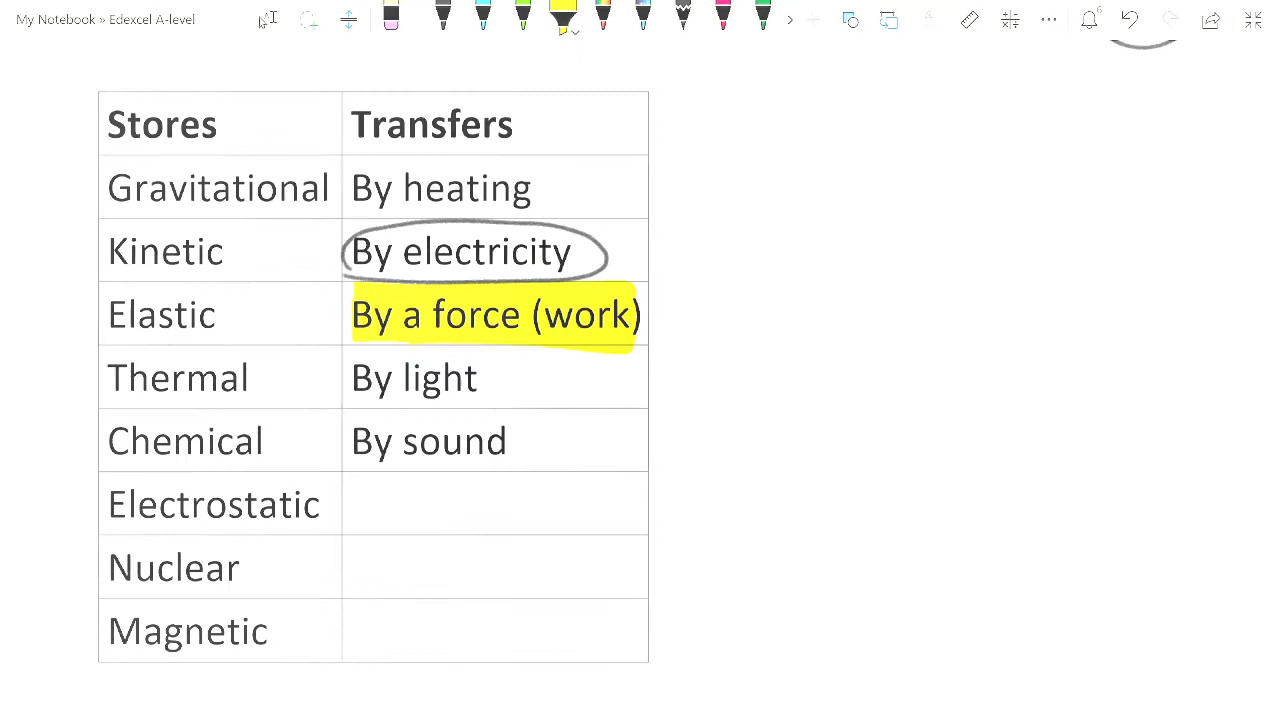 My Notebook » Edexcel A-level
6
Stores Transfers
Gravitational By heating
Kinetic By electricity
Elastic By a force (work)
Thermal By light
Chemical By sound
Electrostatic
Nuclear
Magnetic